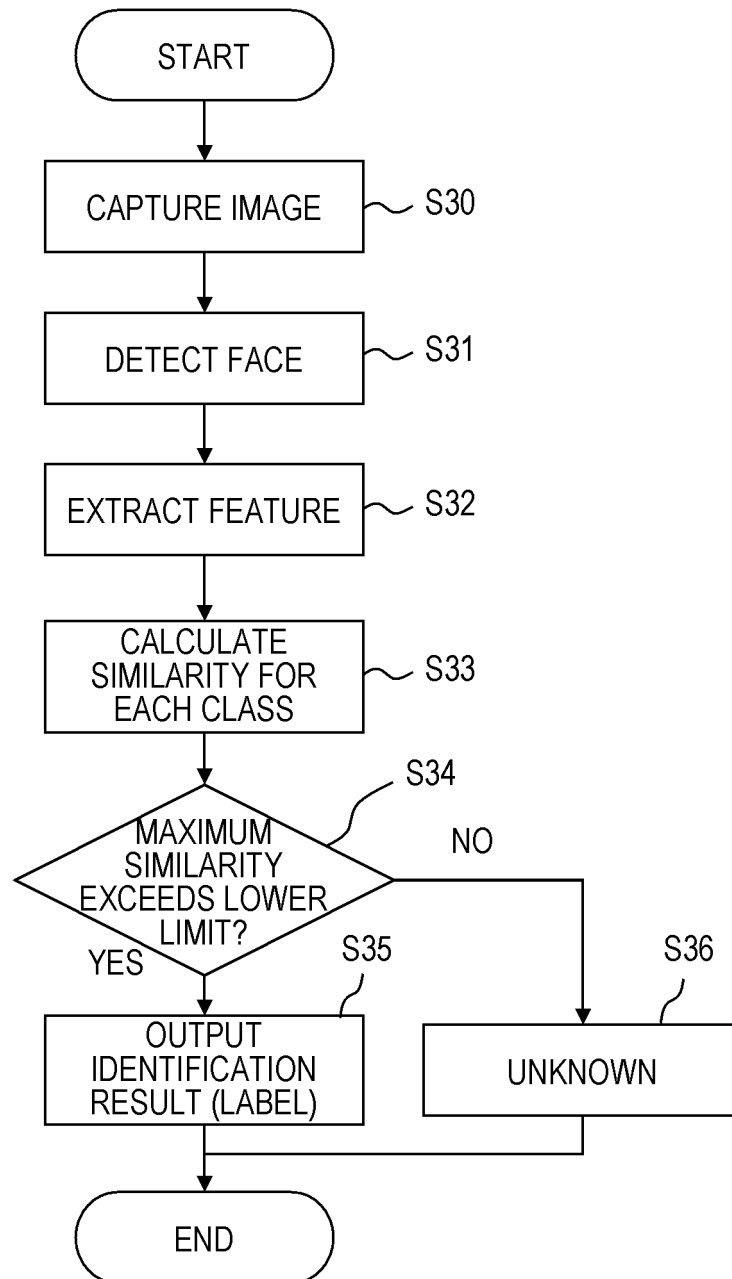 START
CAPTURE IMAGE
S30
DETECT FACE
S31
EXTRACT FEATURE
S32
CALCULATE
SIMILARITY FOR
EACH CLASS
S33
S34
MAXIMUM
SIMILARITY
EXCEEDS LOWER
LIMIT?
NO
YES
S35
OUTPUT
IDENTIFICATION
RESULT (LABEL)
S36
UNKNOWN
END